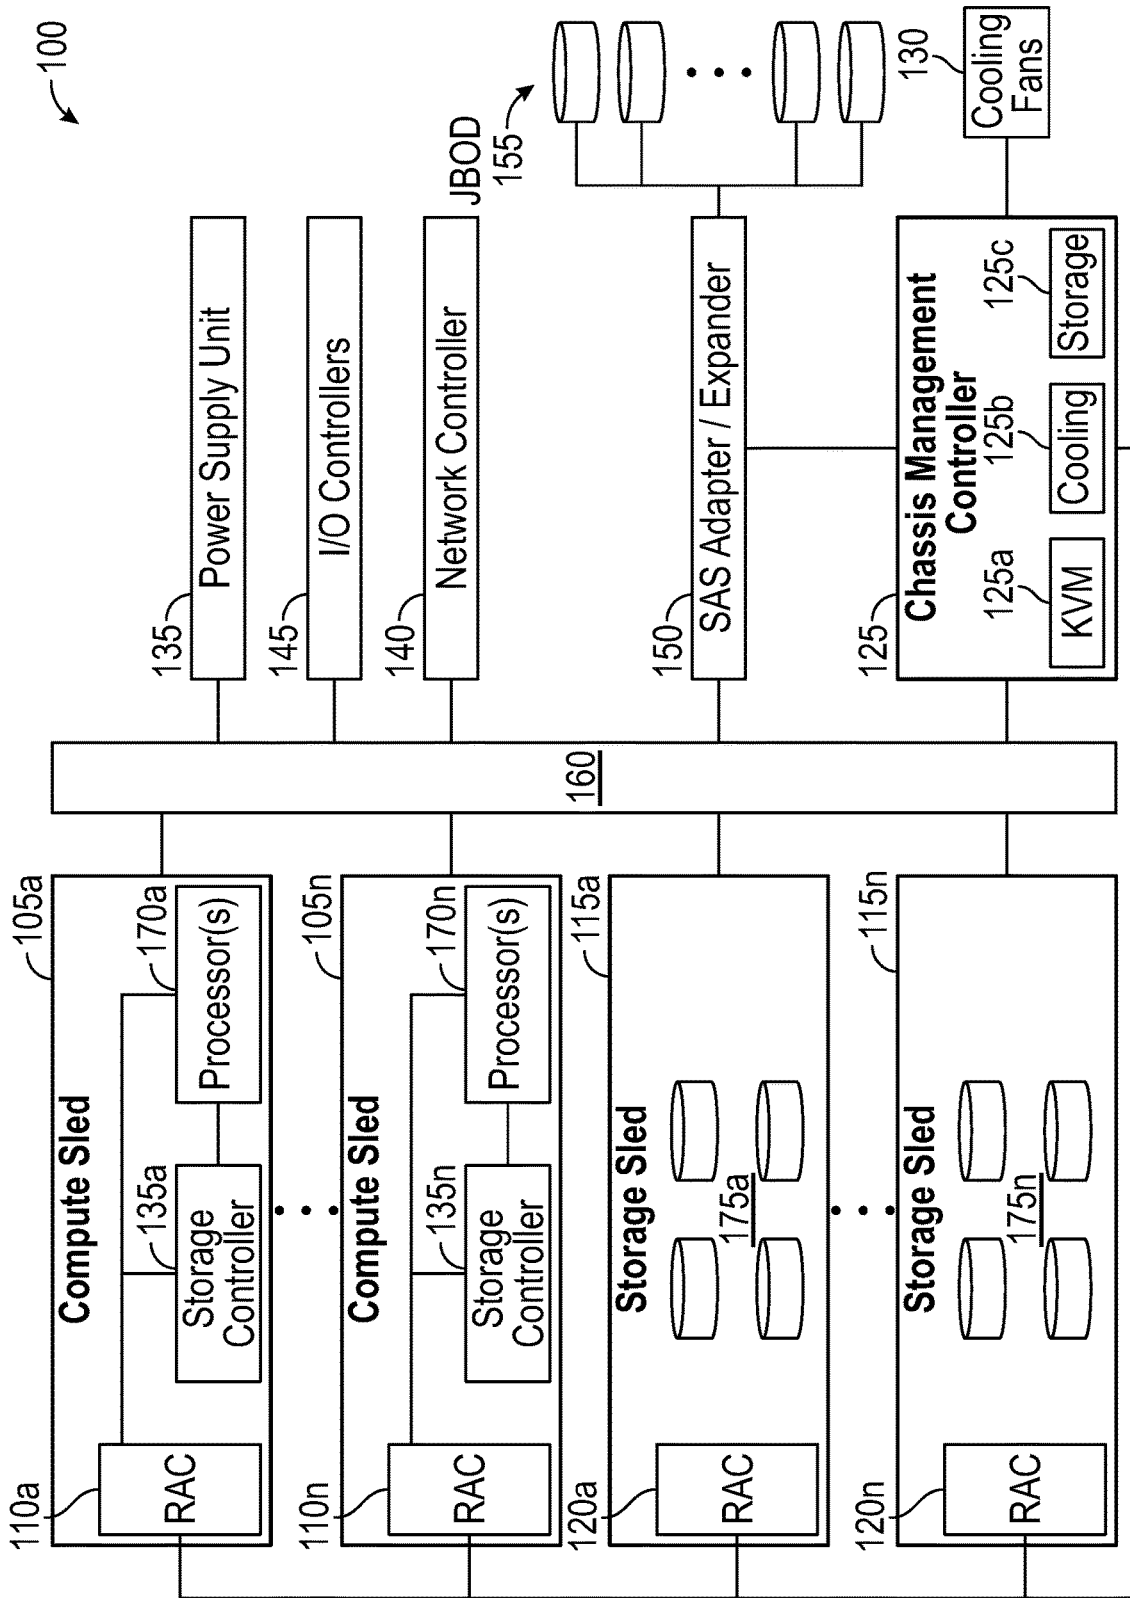 100
105a
Compute Sled
110a
RAC
135a
Storage
Controller
170a
Processor(s)
105n
Compute Sled
110n
RAC
135n
Storage
Controller
170n
Processor(s)
115a
Storage Sled
120a
RAC
175a
115n
Storage Sled
120n
RAC
175n
160
135
Power Supply Unit
145
I/O Controllers
140
Network Controller
JBOD
155
150
SAS Adapter / Expander
125
Chassis Management
Controller
125a
KVM
125b
Cooling
125c
Storage
130
Cooling
Fans